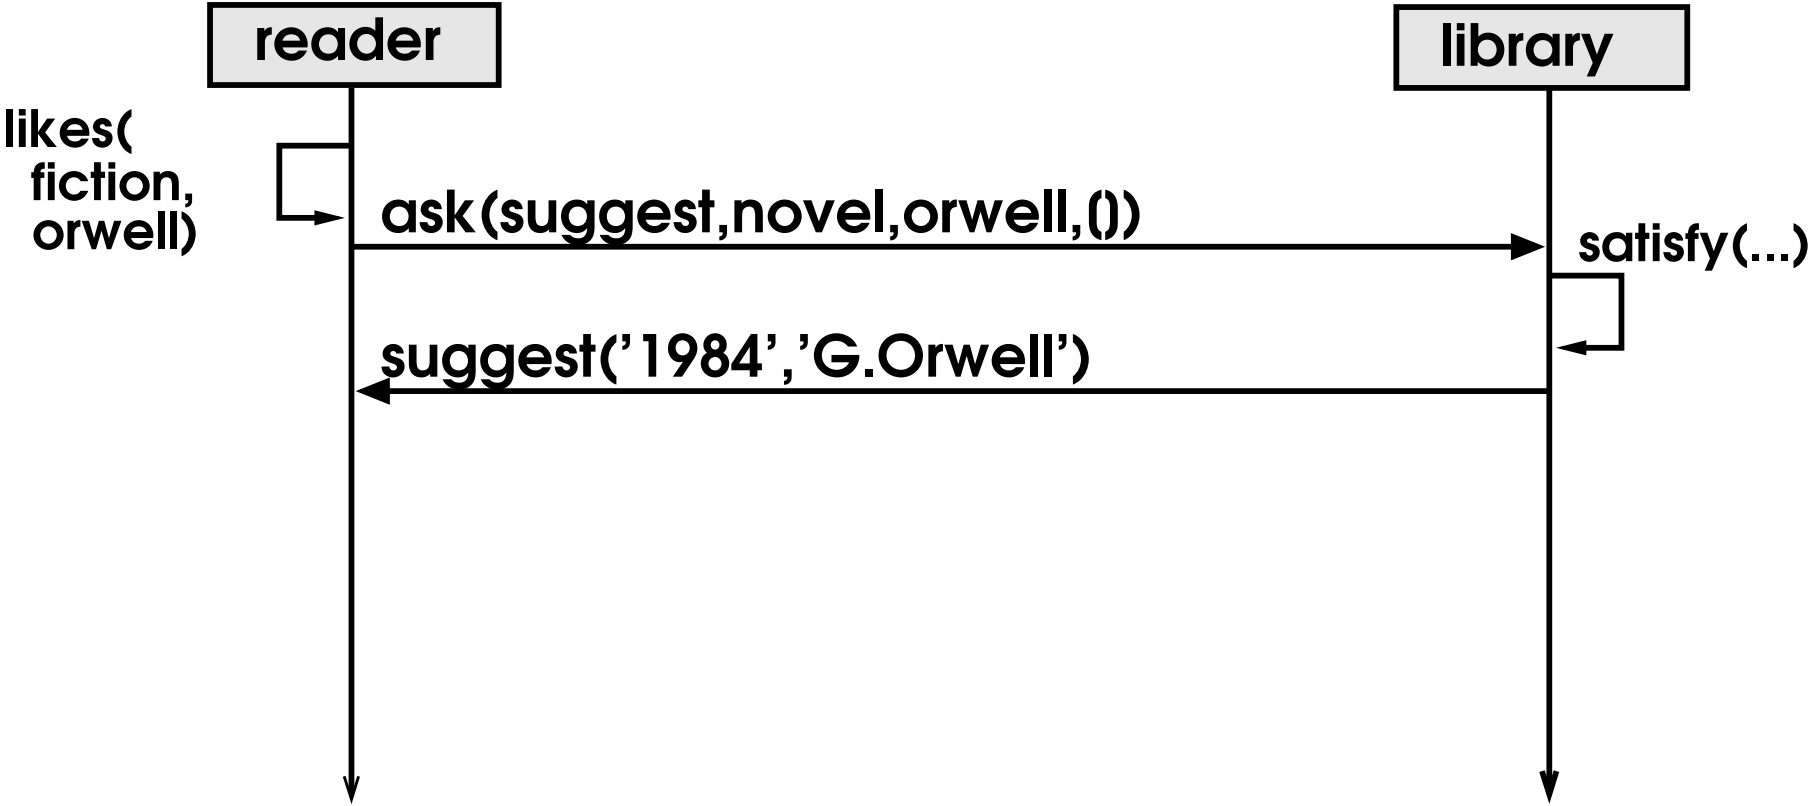 reader
library
likes(
fiction,
orwell)
ask(suggest,novel,orwell,())
satisfy(...)
suggest('1984','G.Orwell')